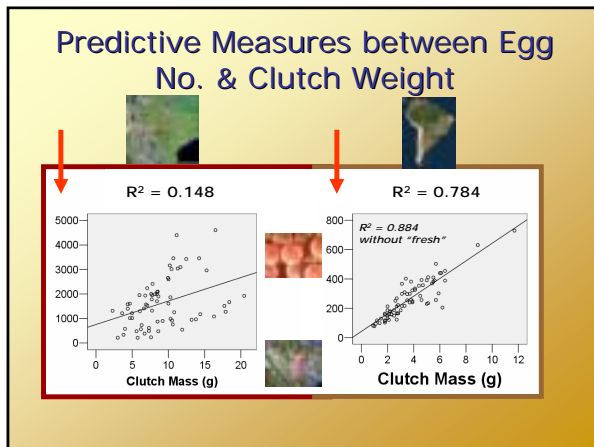 Predictive Measures between Egg
No. & Clutch Weight
R² = 0.148
R² = 0.784
5000
4000
3000
2000
1000
0
0 5 10 15 20
Clutch Mass (g)
R² = 0.884
without "fresh"
800
600
400
200
0
0 2 4 6 8 10 12
Clutch Mass (g)